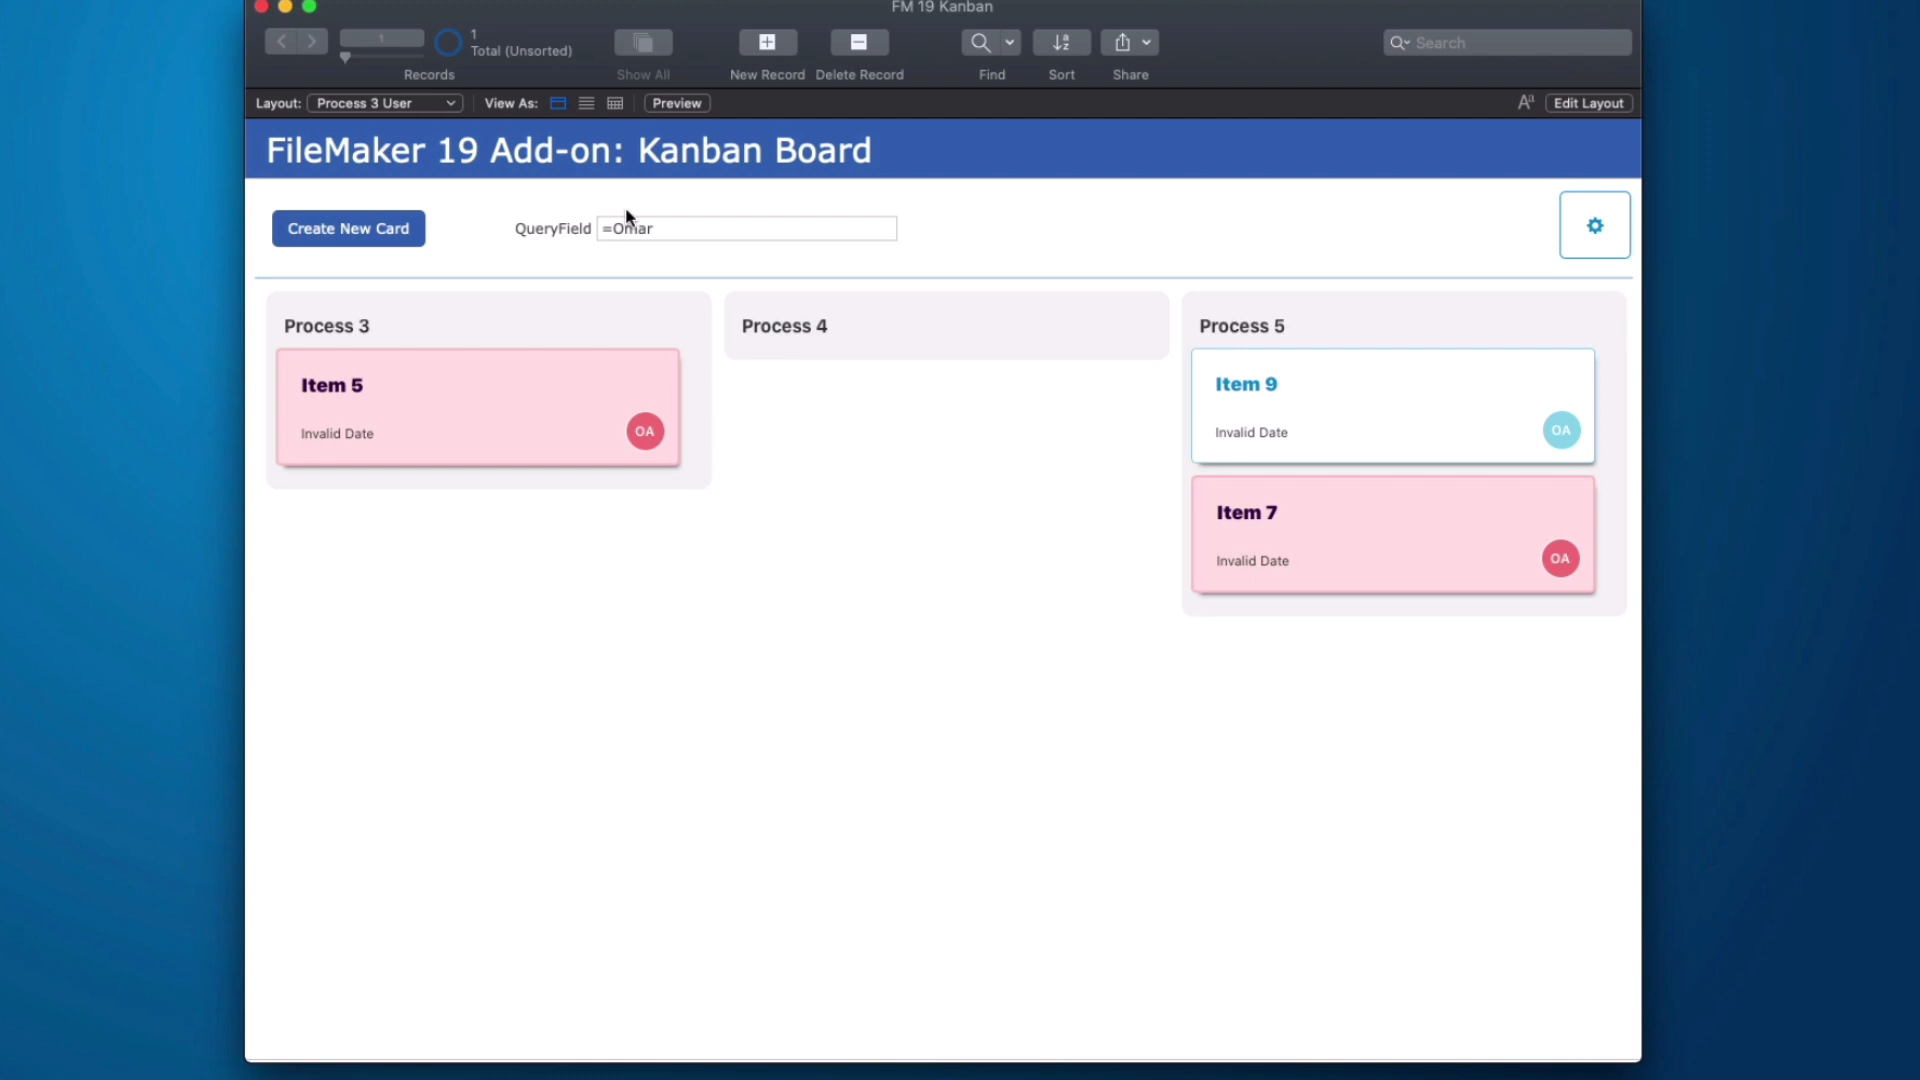 FM 19 Kanban
1
1
Total (Unsorted)
Records
Show All
New Record
Delete Record
Find
Sort
Share
Search
Layout:
Process 3 User
View As:
Preview
Aa
Edit Layout
FileMaker 19 Add-on: Kanban Board
Create New Card
QueryField
=Omar
Process 3
Item 5
Invalid Date
OA
Process 4
Process 5
Item 9
Invalid Date
OA
Item 7
Invalid Date
OA